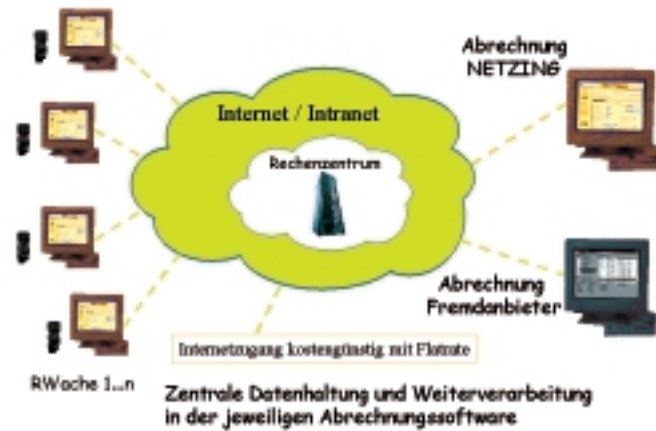 Abrechnung
NETZING
Internet / Intranet
Rechenzentrum
Abrechnung
Fremdanbieter
Internetzugang kostengünstig mit Flatrate
RWache 1...n
Zentrale Datenhaltung und Weiterverarbeitung
in der jeweiligen Abrechnungssoftware